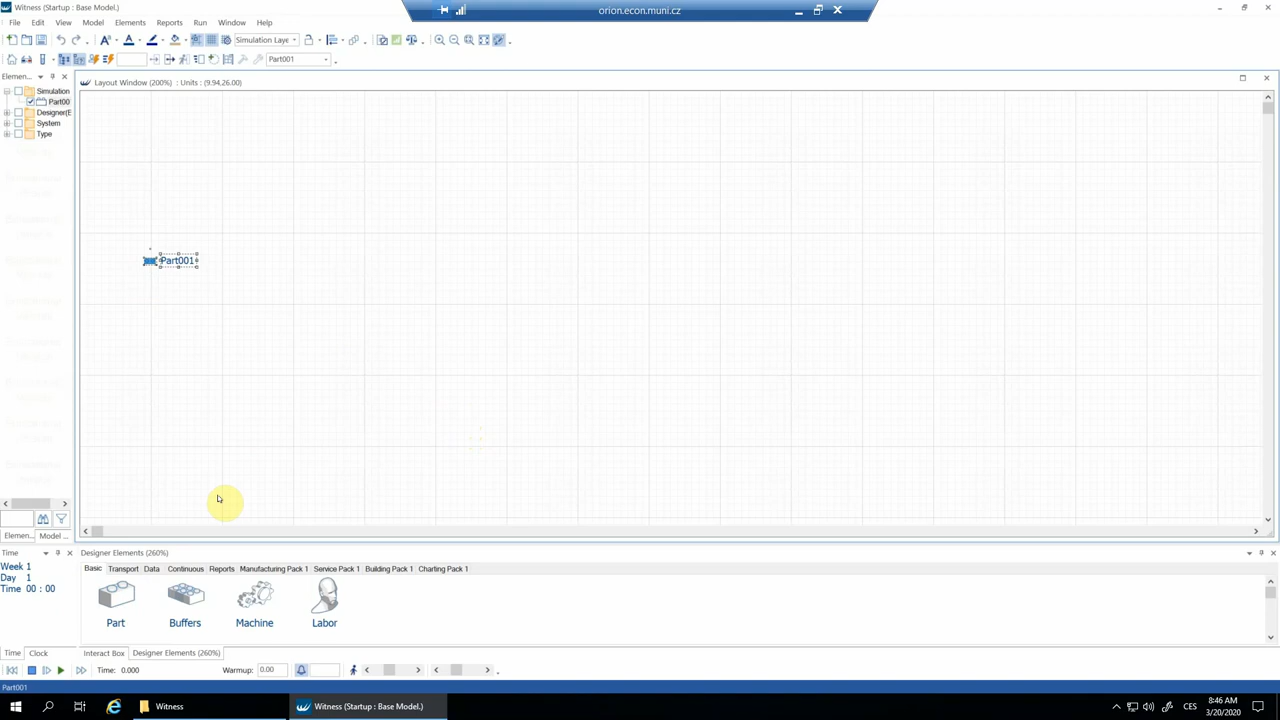 Witness (Startup : Base Model.)
orion.econ.muni.cz
File Edit View Model Elements Reports Run Window Help
Simulation Laye
Part001
Elemen...
Layout Window (200%) : Units : (9.94,26.00)
Simulation
Part00
Designer(E
System
Type
Part001
Elemen... Model ...
Time
Designer Elements (260%)
Week 1
Day 1
Time 00 : 00
Basic Transport Data Continuous Reports Manufacturing Pack 1 Service Pack 1 Building Pack 1 Charting Pack 1
Part Buffers Machine Labor
Time Clock Interact Box Designer Elements (260%)
Time: 0.000 Warmup: 0.00
Part001
Witness Witness (Startup : Base Model.) CES 8:46 AM
3/20/2020